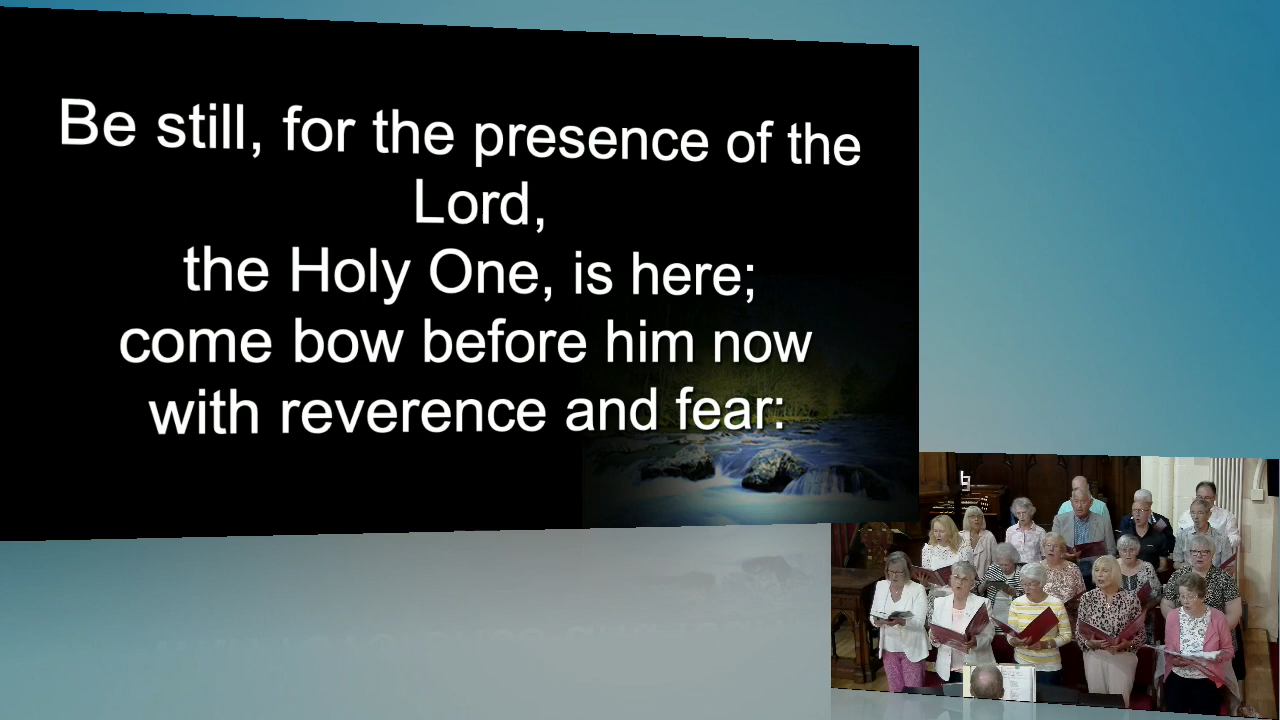 Be still, for the presence of the
Lord,
the Holy One, is here;
come bow before him now
with reverence and fear: